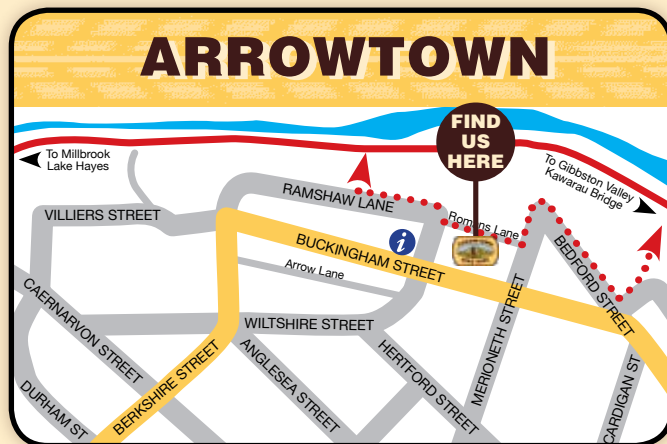 ARROWTOWN
FIND
US
HERE
To Millbrook
Lake Hayes
To Gibbston Valley
Kawarau Bridge
RAMSHAW LANE
Romans Lane
VILLIERS STREET
i
BUCKINGHAM STREET
BEDFORD STREET
Arrow Lane
CAERNARVON STREET
WILTSHIRE STREET
MERIONETH STREET
BERKSHIRE STREET
ANGLESEA STREET
HERTFORD STREET
DURHAM ST
CARDIGAN ST